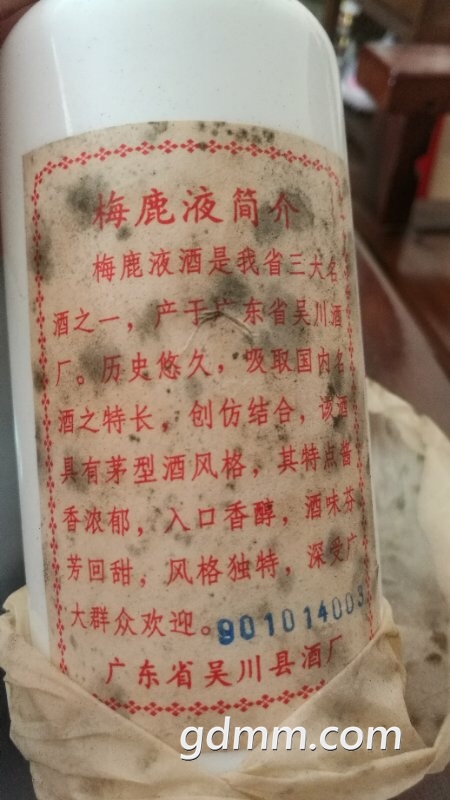 梅鹿液简介
梅鹿液酒是我省三大名
酒之一，产于广东省吴川酒
厂。历史悠久，吸取国内名
酒之特长，创仿结合，该酒
具有茅型酒风格，其特点酱
香浓郁，入口香醇，酒味芬
芳回甜，风格独特，深受广
大群众欢迎。901014003
广东省吴川县酒厂
gdmm.com